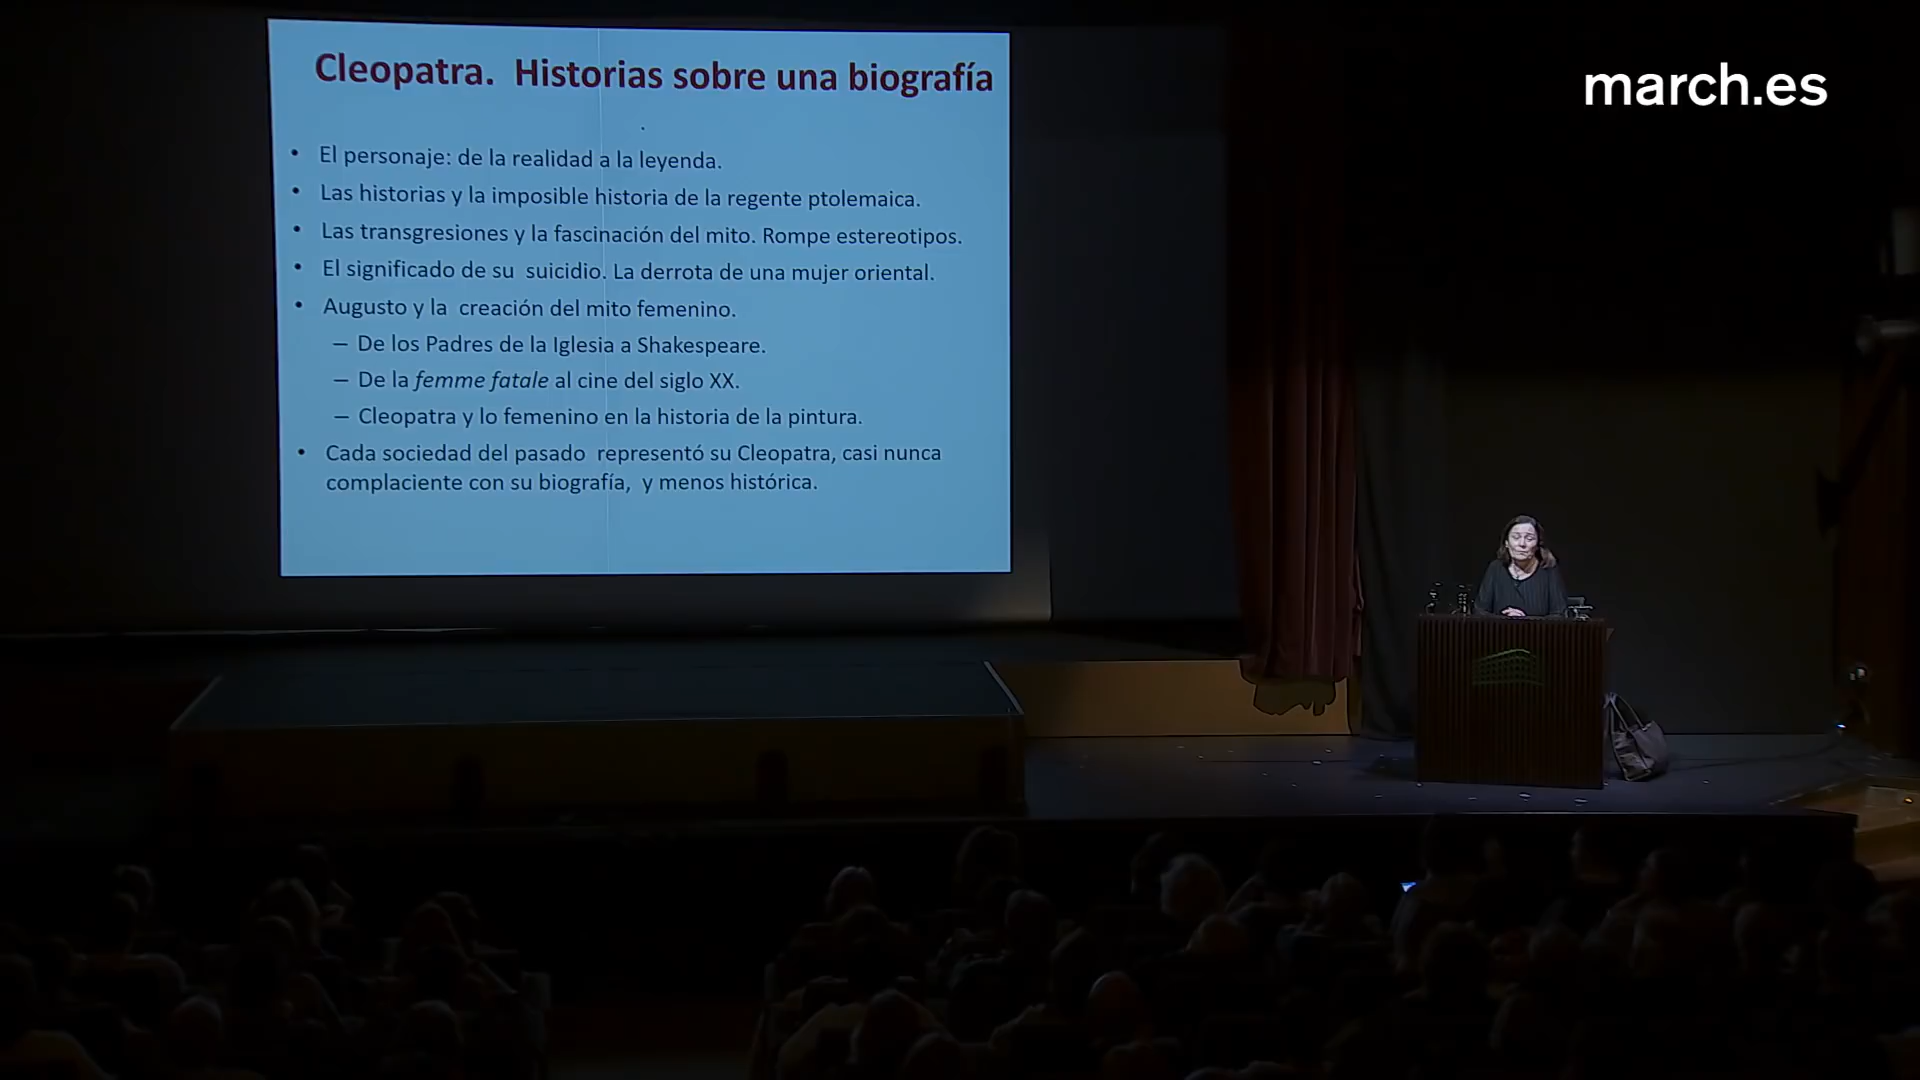 Cleopatra. Historias sobre una biografía
march.es
• El personaje: de la realidad a la leyenda.
• Las historias y la imposible historia de la regente ptolemaica.
• Las transgresiones y la fascinación del mito. Rompe estereotipos.
• El significado de su suicidio. La derrota de una mujer oriental.
• Augusto y la creación del mito femenino.
– De los Padres de la Iglesia a Shakespeare.
– De la femme fatale al cine del siglo XX.
– Cleopatra y lo femenino en la historia de la pintura.
• Cada sociedad del pasado representó su Cleopatra, casi nunca
complaciente con su biografía, y menos histórica.